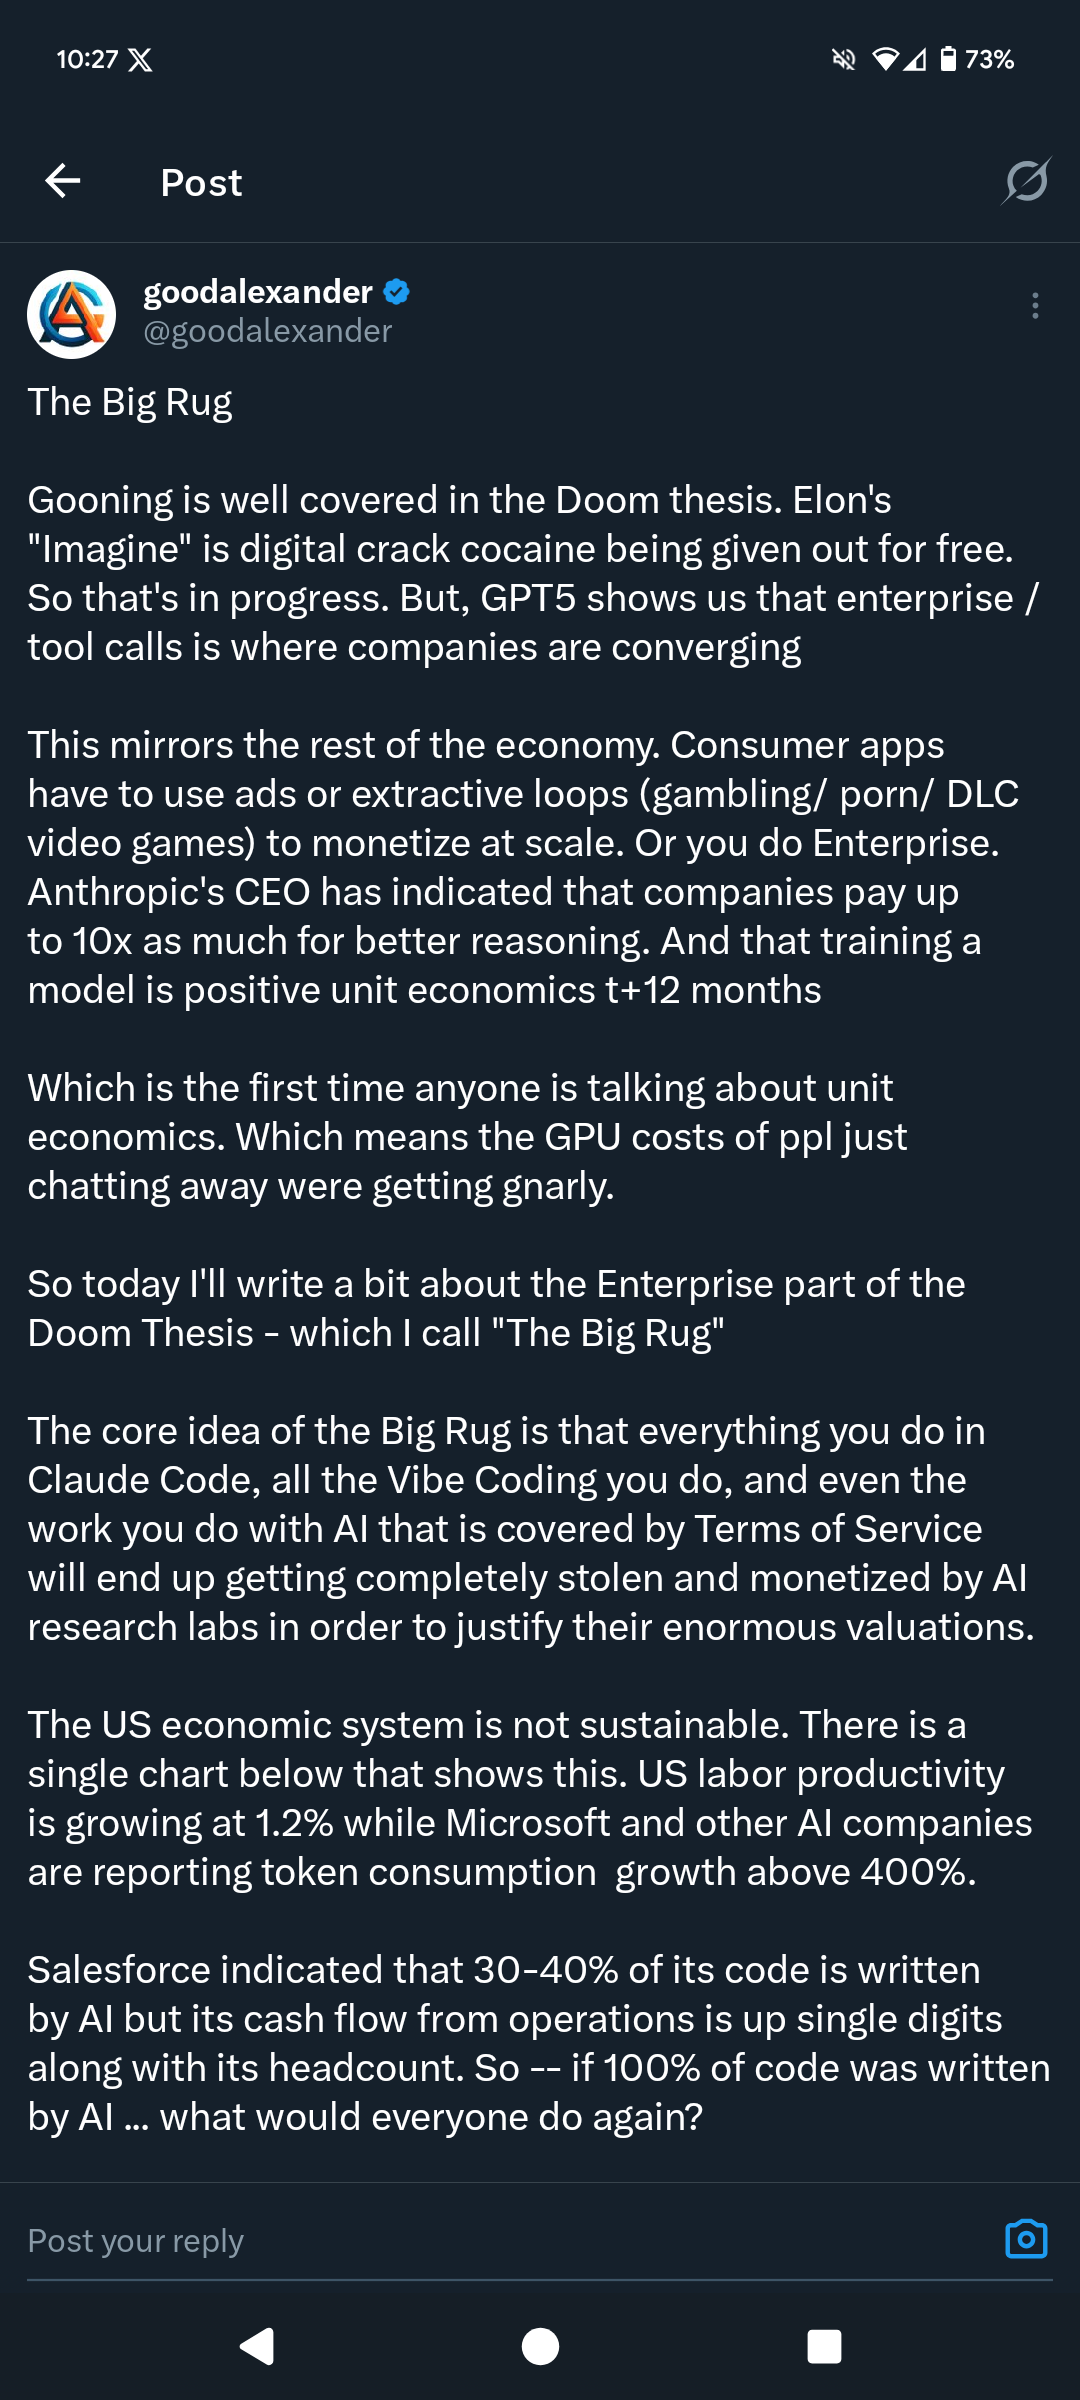 10:27
73%
Post
goodalexander
@goodalexander
The Big Rug
Gooning is well covered in the Doom thesis. Elon's
"Imagine" is digital crack cocaine being given out for free.
So that's in progress. But, GPT5 shows us that enterprise /
tool calls is where companies are converging
This mirrors the rest of the economy. Consumer apps
have to use ads or extractive loops (gambling/ porn/ DLC
video games) to monetize at scale. Or you do Enterprise.
Anthropic's CEO has indicated that companies pay up
to 10x as much for better reasoning. And that training a
model is positive unit economics t+12 months
Which is the first time anyone is talking about unit
economics. Which means the GPU costs of ppl just
chatting away were getting gnarly.
So today I'll write a bit about the Enterprise part of the
Doom Thesis - which I call "The Big Rug"
The core idea of the Big Rug is that everything you do in
Claude Code, all the Vibe Coding you do, and even the
work you do with AI that is covered by Terms of Service
will end up getting completely stolen and monetized by AI
research labs in order to justify their enormous valuations.
The US economic system is not sustainable. There is a
single chart below that shows this. US labor productivity
is growing at 1.2% while Microsoft and other AI companies
are reporting token consumption  growth above 400%.
Salesforce indicated that 30-40% of its code is written
by AI but its cash flow from operations is up single digits
along with its headcount. So -- if 100% of code was written
by AI ... what would everyone do again?
Post your reply